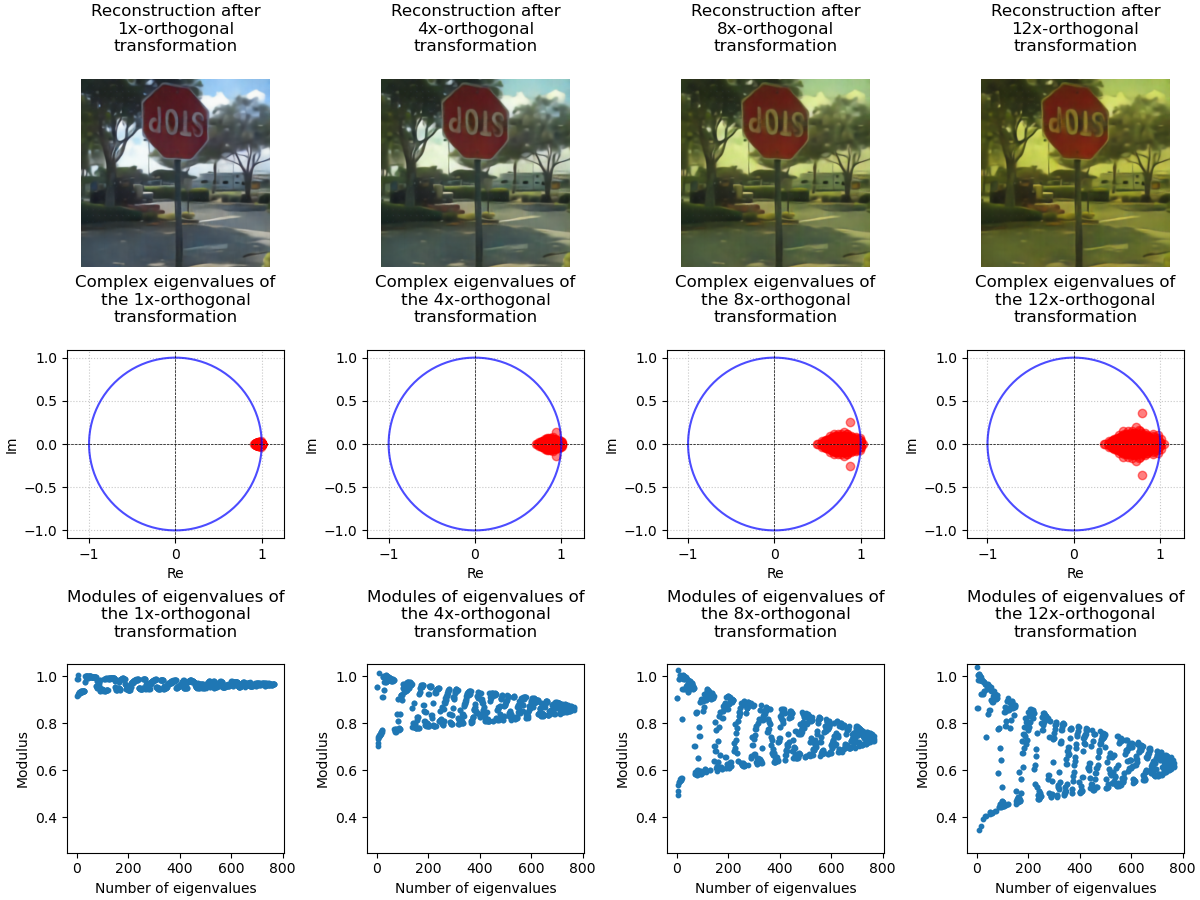 Reconstruction after
1x-orthogonal
transformation
Reconstruction after
4x-orthogonal
transformation
Reconstruction after
8x-orthogonal
transformation
Reconstruction after
12x-orthogonal
transformation
STOP
STOP
STOP
STOP
Complex eigenvalues of
the 1x-orthogonal
transformation
Complex eigenvalues of
the 4x-orthogonal
transformation
Complex eigenvalues of
the 8x-orthogonal
transformation
Complex eigenvalues of
the 12x-orthogonal
transformation
Im
1.0
0.5
0.0
−0.5
−1.0
−1 0 1
Re
Im
1.0
0.5
0.0
−0.5
−1.0
−1 0 1
Re
Im
1.0
0.5
0.0
−0.5
−1.0
−1 0 1
Re
Im
1.0
0.5
0.0
−0.5
−1.0
−1 0 1
Re
Modules of eigenvalues of
the 1x-orthogonal
transformation
Modules of eigenvalues of
the 4x-orthogonal
transformation
Modules of eigenvalues of
the 8x-orthogonal
transformation
Modules of eigenvalues of
the 12x-orthogonal
transformation
Modulus
1.0
0.8
0.6
0.4
0 200 400 600 800
Number of eigenvalues
Modulus
1.0
0.8
0.6
0.4
0 200 400 600 800
Number of eigenvalues
Modulus
1.0
0.8
0.6
0.4
0 200 400 600 800
Number of eigenvalues
Modulus
1.0
0.8
0.6
0.4
0 200 400 600 800
Number of eigenvalues